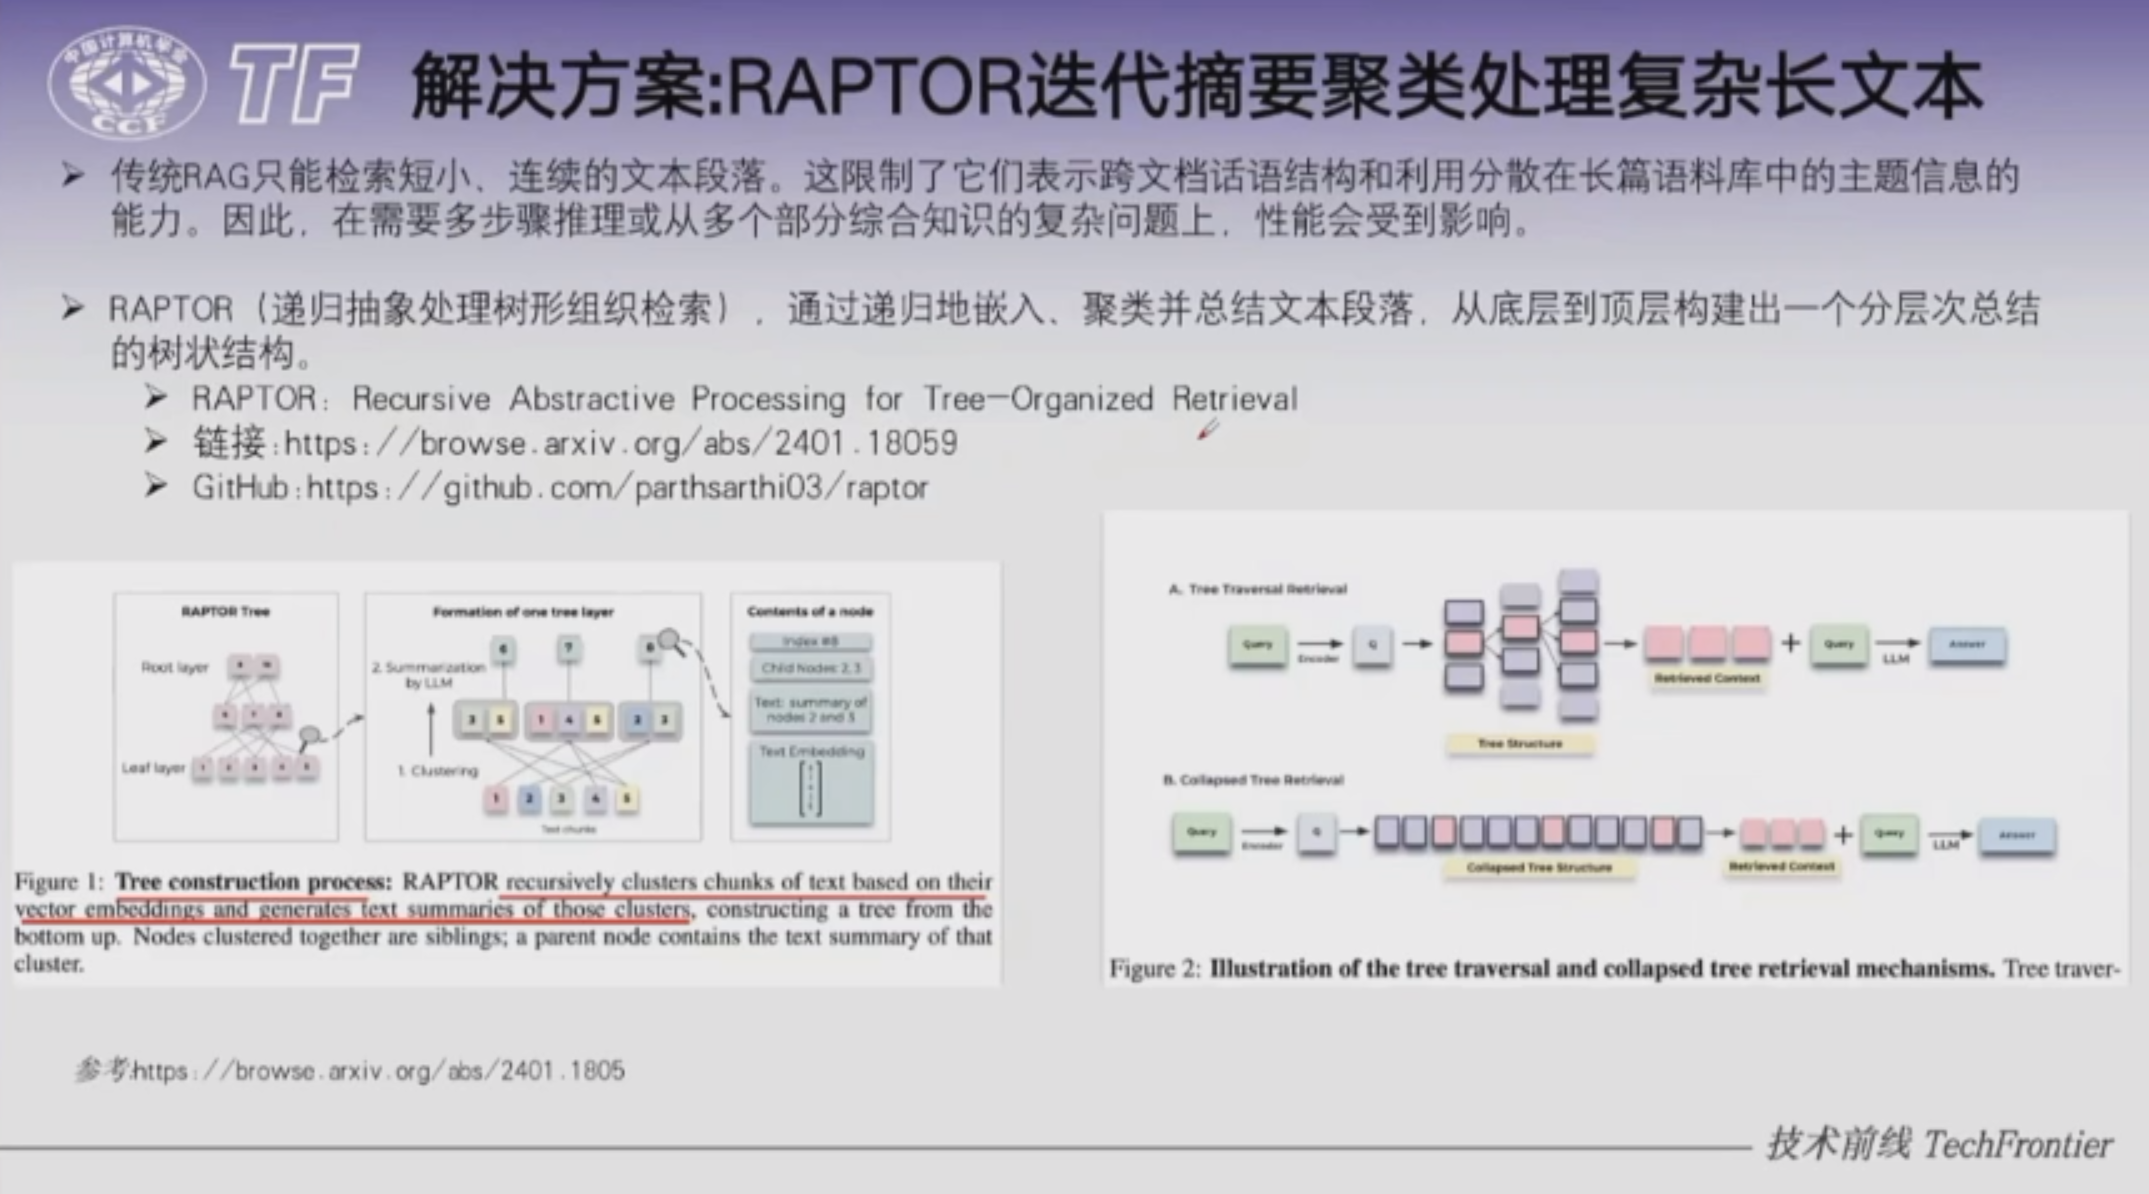 中国计算机学会
CCF
TF
解决方案:RAPTOR迭代摘要聚类处理复杂长文本
➢ 传统RAG只能检索短小、连续的文本段落。这限制了它们表示跨文档话语结构和利用分散在长篇语料库中的主题信息的
能力。因此，在需要多步骤推理或从多个部分综合知识的复杂问题上，性能会受到影响。
➢ RAPTOR（递归抽象处理树形组织检索），通过递归地嵌入、聚类并总结文本段落，从底层到顶层构建出一个分层次总结
的树状结构。
➢ RAPTOR: Recursive Abstractive Processing for Tree-Organized Retrieval
➢ 链接:https://browse.arxiv.org/abs/2401.18059
➢ GitHub:https://github.com/parthsarthi03/raptor
RAPTOR Tree
Root layer
Leaf layer
Formation of one tree layer
6 7 8
2. Summarization
by LLM
3 5 1 4 5 2 3
1. Clustering
1 2 3 4 5
Text chunks
Contents of a node
Index #8
Child Nodes: 2, 3
Text: summary of
nodes 2 and 3
Text Embedding
Figure 1: Tree construction process: RAPTOR recursively clusters chunks of text based on their
vector embeddings and generates text summaries of those clusters, constructing a tree from the
bottom up. Nodes clustered together are siblings; a parent node contains the text summary of that
cluster.
A. Tree Traversal Retrieval
Query Encoder Q Retrieved Context + Query LLM Answer
Tree Structure
B. Collapsed Tree Retrieval
Query Encoder Q Collapsed Tree Structure Retrieved Context + Query LLM Answer
Figure 2: Illustration of the tree traversal and collapsed tree retrieval mechanisms. Tree traver-
参考:https://browse.arxiv.org/abs/2401.1805
技术前线 TechFrontier